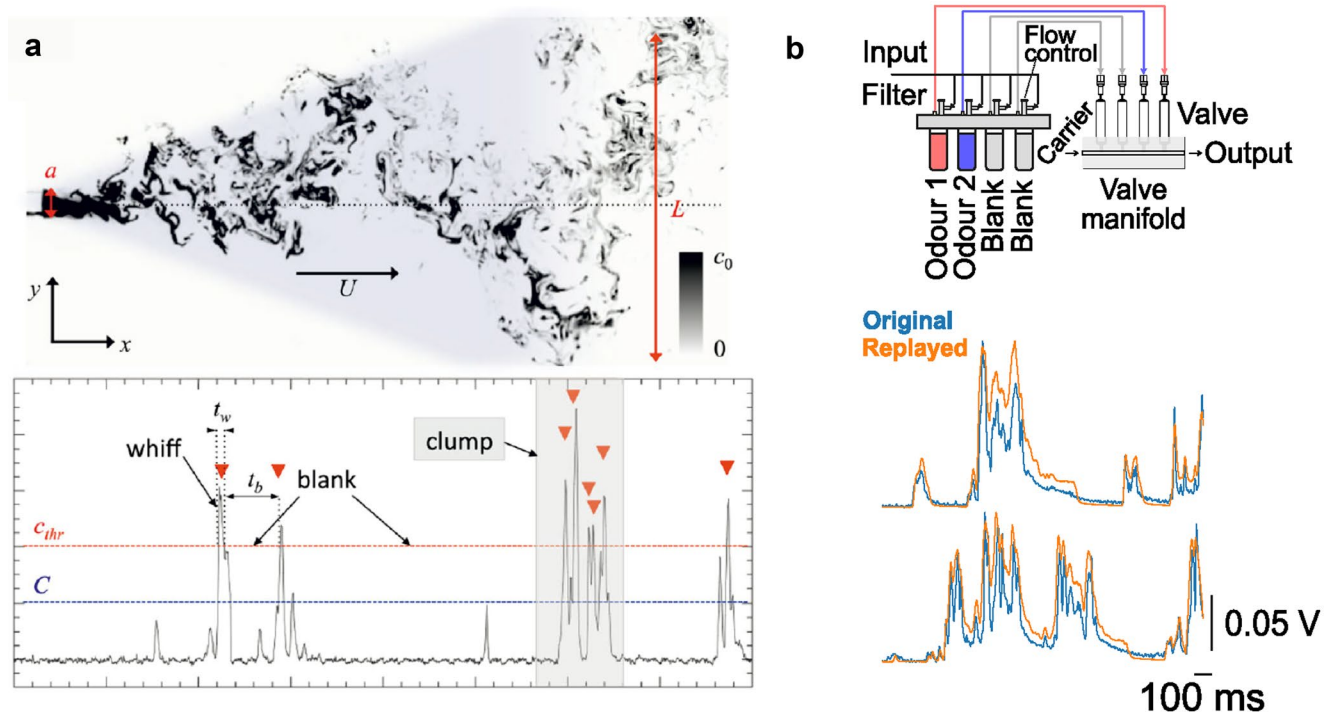 a
a
L
U
y
x
c0
0
tw
whiff
tb
blank
clump
cthr
C
b
Input
Filter
Flow
control
Carrier
Valve
Output
Valve
manifold
Odour 1
Odour 2
Blank
Blank
Original
Replayed
0.05 V
100 ms